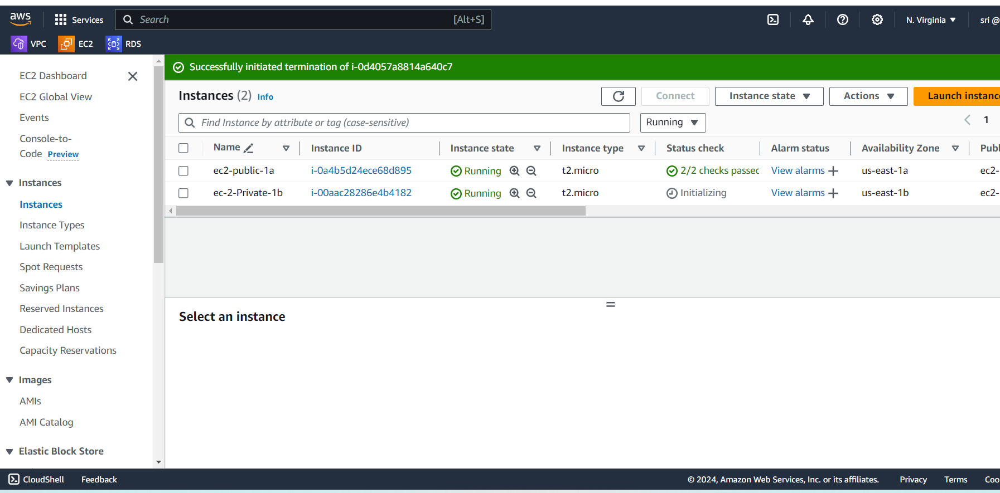 aws
Services
Search [Alt+S]
N. Virginia
sri @
VPC EC2 RDS
EC2 Dashboard
EC2 Global View
Events
Console-to-
Code Preview
Instances
Instances
Instance Types
Launch Templates
Spot Requests
Savings Plans
Reserved Instances
Dedicated Hosts
Capacity Reservations
Images
AMIs
AMI Catalog
Elastic Block Store
Successfully initiated termination of i-0d4057a8814a640c7
Instances (2) Info
Connect Instance state Actions Launch instanc
Find Instance by attribute or tag (case-sensitive) Running 1
Name Instance ID Instance state Instance type Status check Alarm status Availability Zone Publ
ec2-public-1a i-0a4b5d24ece68d895 Running t2.micro 2/2 checks passec View alarms us-east-1a ec2-
ec-2-Private-1b i-00aac28286e4b4182 Running t2.micro Initializing View alarms us-east-1b ec2-
Select an instance
CloudShell Feedback © 2024, Amazon Web Services, Inc. or its affiliates. Privacy Terms Coo